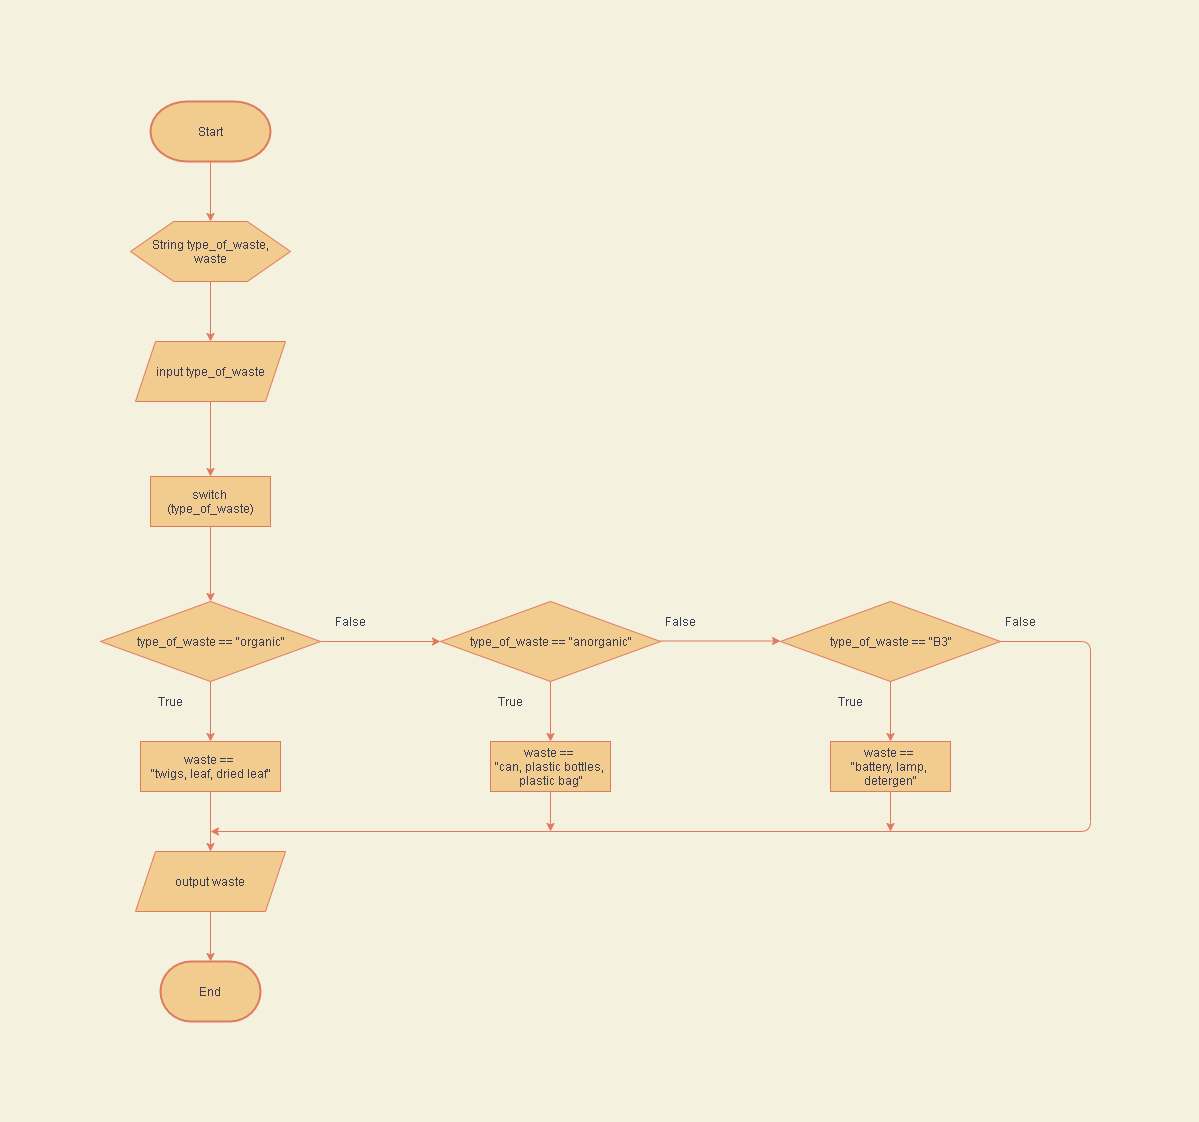 Start
String type_of_waste,
waste
input type_of_waste
switch
(type_of_waste)
type_of_waste == "organic"
False
type_of_waste == "anorganic"
False
type_of_waste == "B3"
False
True
True
True
waste ==
"twigs, leaf, dried leaf"
waste ==
"can, plastic bottles,
plastic bag"
waste ==
"battery, lamp,
detergen"
output waste
End